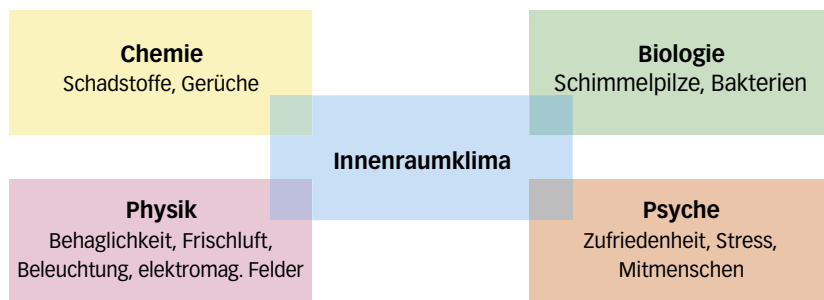 Chemie
Schadstoffe, Gerüche
Biologie
Schimmelpilze, Bakterien
Innenraumklima
Physik
Behaglichkeit, Frischluft,
Beleuchtung, elektromag. Felder
Psyche
Zufriedenheit, Stress,
Mitmenschen